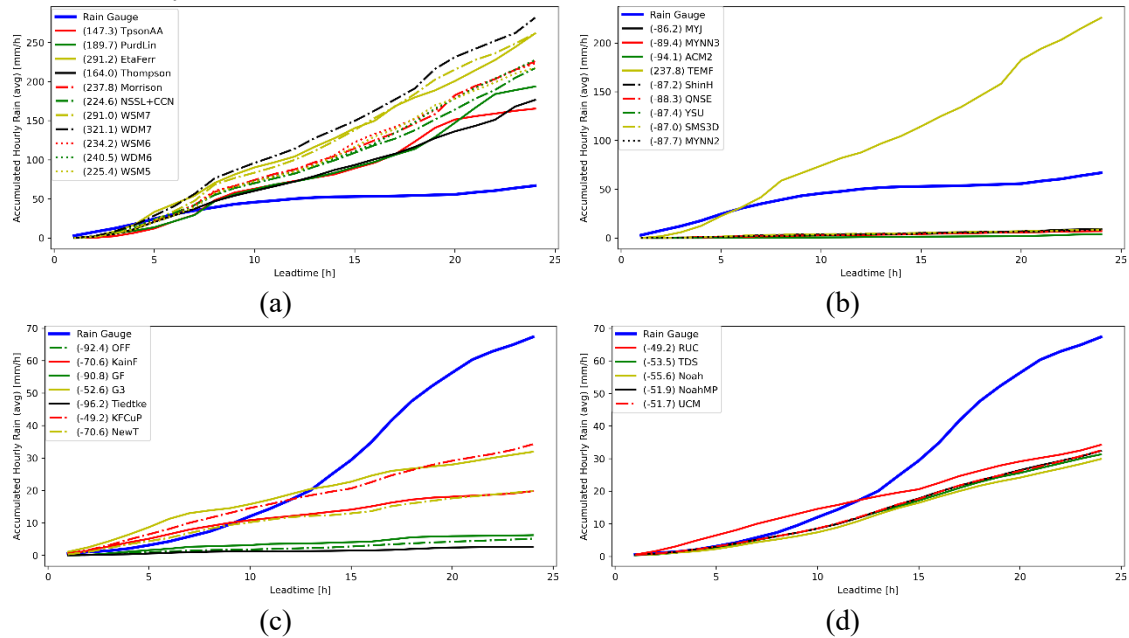 Accumulated Hourly Rain (avg) [mm/h]
250
200
150
100
50
0
Rain Gauge
(147.3) TpsonAA
(189.7) PurdLin
(291.2) EtaFerr
(164.0) Thompson
(237.8) Morrison
(224.6) NSSL+CCN
(291.0) WSM7
(321.1) WDM7
(234.2) WSM6
(240.5) WDM6
(225.4) WSM5
0 5 10 15 20 25
Leadtime [h]
(a)
Accumulated Hourly Rain (avg) [mm/h]
200
150
100
50
0
Rain Gauge
(-86.2) MYJ
(-89.4) MYNN3
(-94.1) ACM2
(237.8) TEMF
(-87.2) ShinH
(-88.3) QNSE
(-87.4) YSU
(-87.0) SMS3D
(-87.7) MYNN2
0 5 10 15 20 25
Leadtime [h]
(b)
Accumulated Hourly Rain (avg) [mm/h]
70
60
50
40
30
20
10
0
Rain Gauge
(-92.4) OFF
(-70.6) KainF
(-90.8) GF
(-52.6) G3
(-96.2) Tiedtke
(-49.2) KFCuP
(-70.6) NewT
0 5 10 15 20 25
Leadtime [h]
(c)
Accumulated Hourly Rain (avg) [mm/h]
70
60
50
40
30
20
10
0
Rain Gauge
(-49.2) RUC
(-53.5) TDS
(-55.6) Noah
(-51.9) NoahMP
(-51.7) UCM
0 5 10 15 20 25
Leadtime [h]
(d)